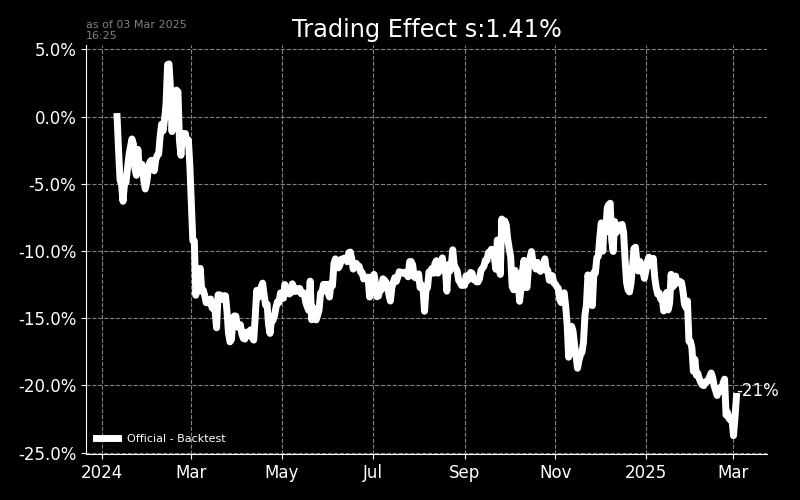 as of 03 Mar 2025
16:25
Trading Effect s:1.41%
5.0%
0.0%
-5.0%
-10.0%
-15.0%
-20.0%
-25.0%
-21%
Official - Backtest
2024 Mar May Jul Sep Nov 2025 Mar